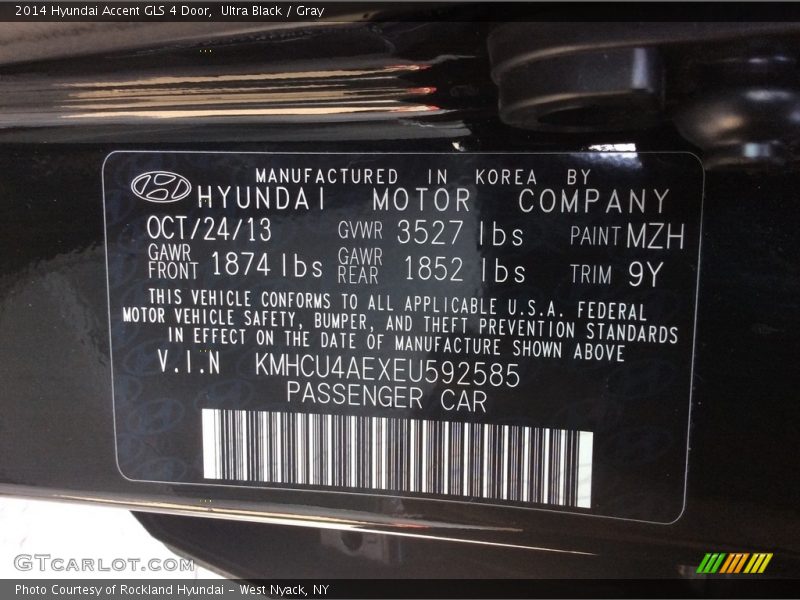 2014 Hyundai Accent GLS 4 Door,  Ultra Black / Gray
MANUFACTURED IN KOREA BY
HYUNDAI MOTOR COMPANY
OCT/24/13 GVWR 3527 lbs PAINT MZH
GAWR FRONT 1874 lbs GAWR REAR 1852 lbs TRIM 9Y
THIS VEHICLE CONFORMS TO ALL APPLICABLE U.S.A. FEDERAL
MOTOR VEHICLE SAFETY, BUMPER, AND THEFT PREVENTION STANDARDS
IN EFFECT ON THE DATE OF MANUFACTURE SHOWN ABOVE
V.I.N KMHCU4AEXEU592585
PASSENGER CAR
GTcarlot.com
Photo Courtesy of Rockland Hyundai - West Nyack, NY